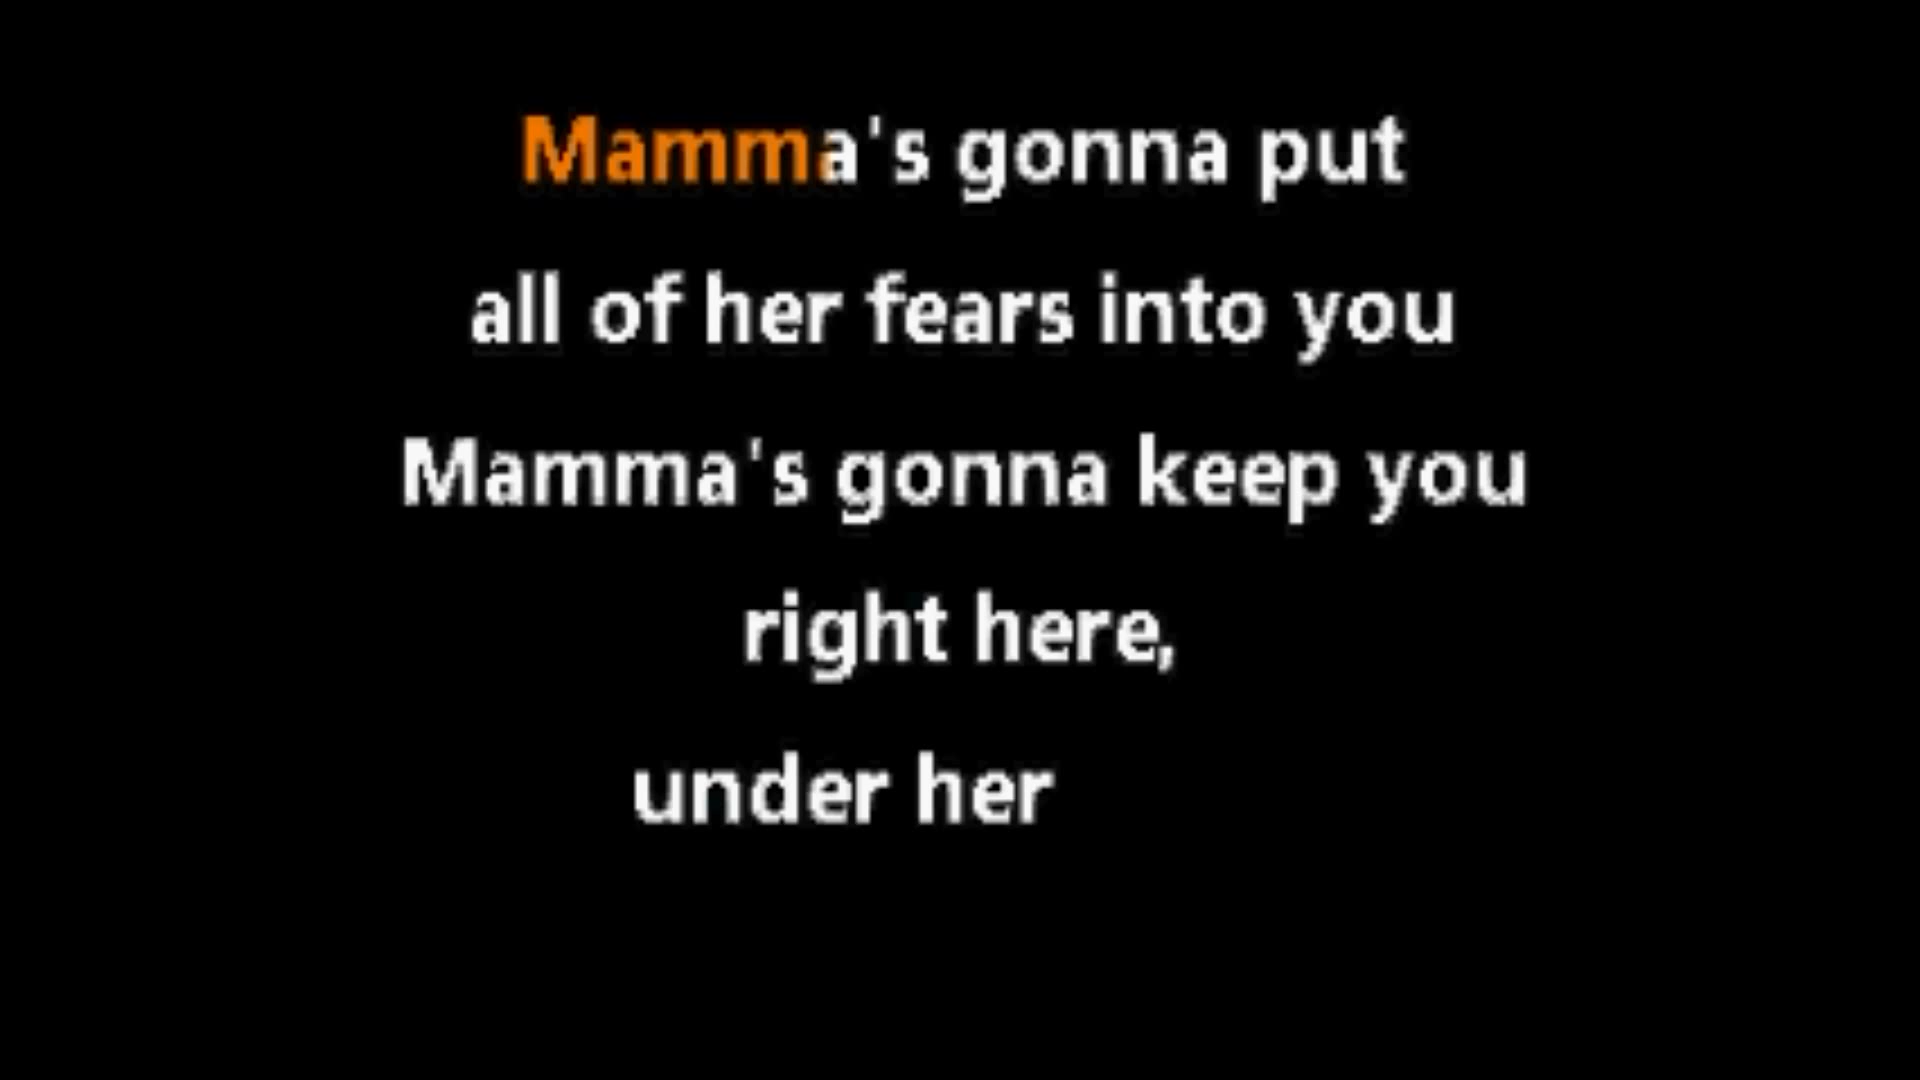 Mamma's gonna put
all of her fears into you
Mamma's gonna keep you
right here,
under her